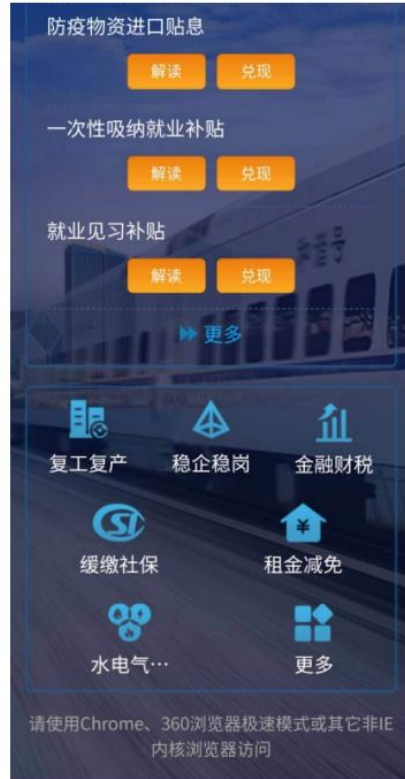 防疫物资进口贴息
解读 兑现
一次性吸纳就业补贴
解读 兑现
就业见习补贴
解读 兑现
更多
复工复产 稳企稳岗 金融财税
缓缴社保 租金减免
水电气… 更多
请使用Chrome、360浏览器极速模式或其它非IE
内核浏览器访问